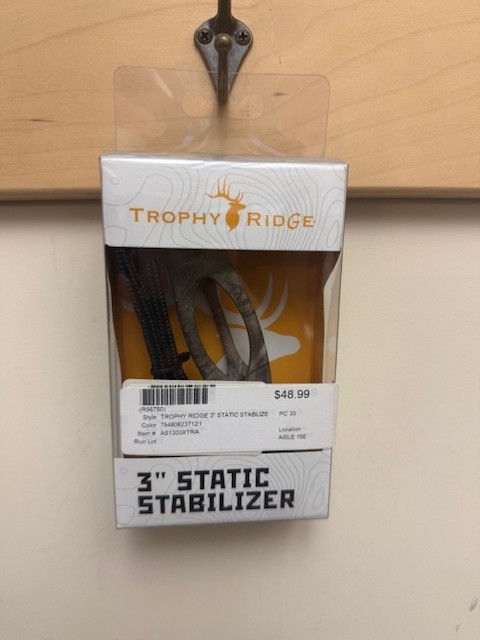 TROPHY RIDGE
$48.99
(R56750)
Style: TROPHY RIDGE 3" STATIC STABILIZE PC 33
Color 754806237121 Location
Item # AS1303XTRA AISLE 15E
Run Lot
3" STATIC
STABILIZER